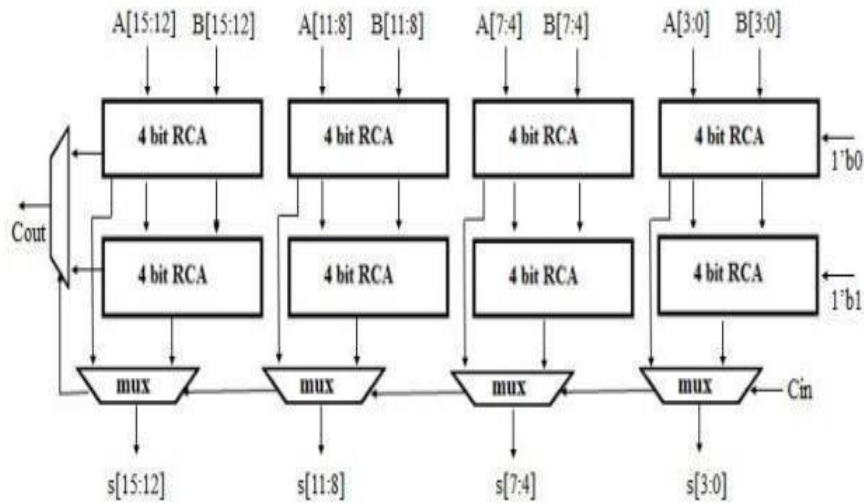 A[15:12] B[15:12] A[11:8] B[11:8] A[7:4] B[7:4] A[3:0] B[3:0]
4 bit RCA 4 bit RCA 4 bit RCA 4 bit RCA
1'b0
Cout
4 bit RCA 4 bit RCA 4 bit RCA 4 bit RCA
1'b1
mux mux mux mux Cin
s[15:12] s[11:8] s[7:4] s[3:0]